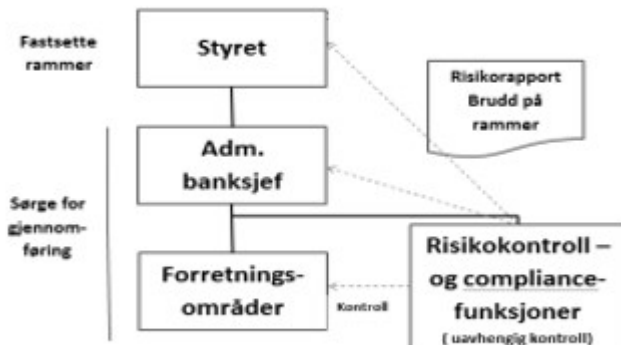 Fastsette
rammer
Styret
Risikorapport
Brudd på
rammer
Adm.
banksjef
Sørge for
gjennom-
føring
Forretnings-
områder
Kontroll
Risikokontroll –
og compliance-
funksjoner
( uavhengig kontroll)